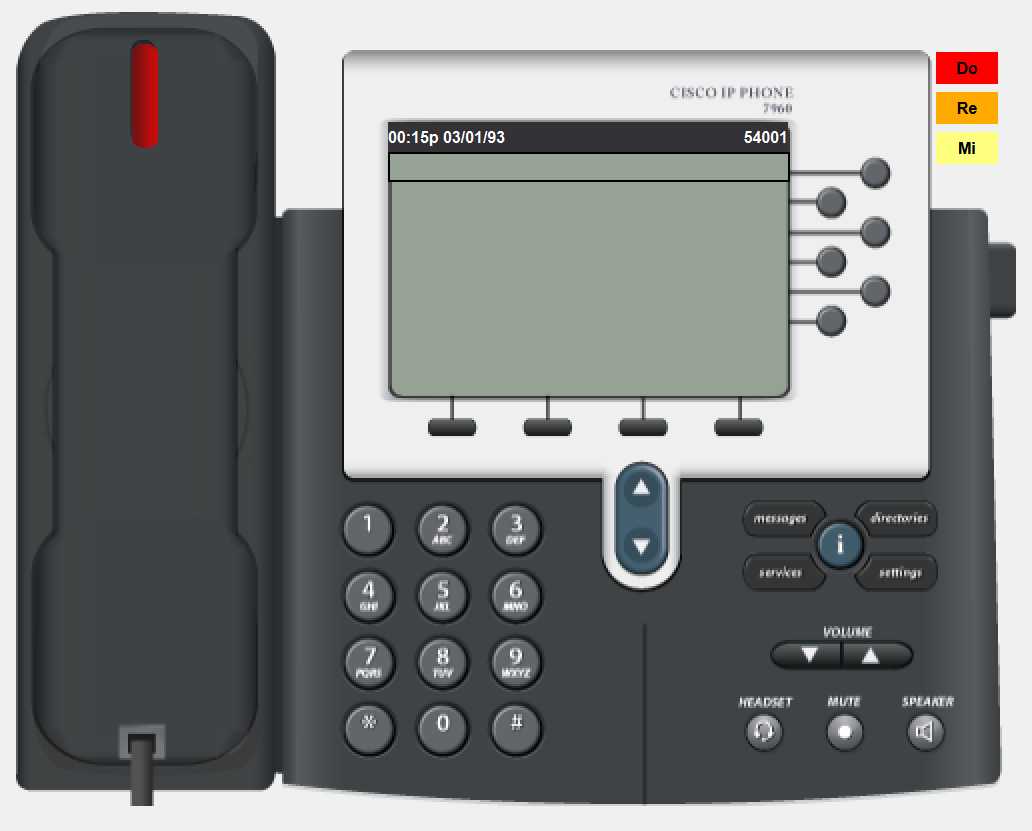 CISCO IP PHONE
7960
00:15p 03/01/93 54001
Do
Re
Mi
1
2 ABC
3 DEF
4 GHI
5 JKL
6 MNO
7 PQRS
8 TUV
9 WXYZ
*
0
#
messages
directories
i
services
settings
VOLUME
HEADSET
MUTE
SPEAKER